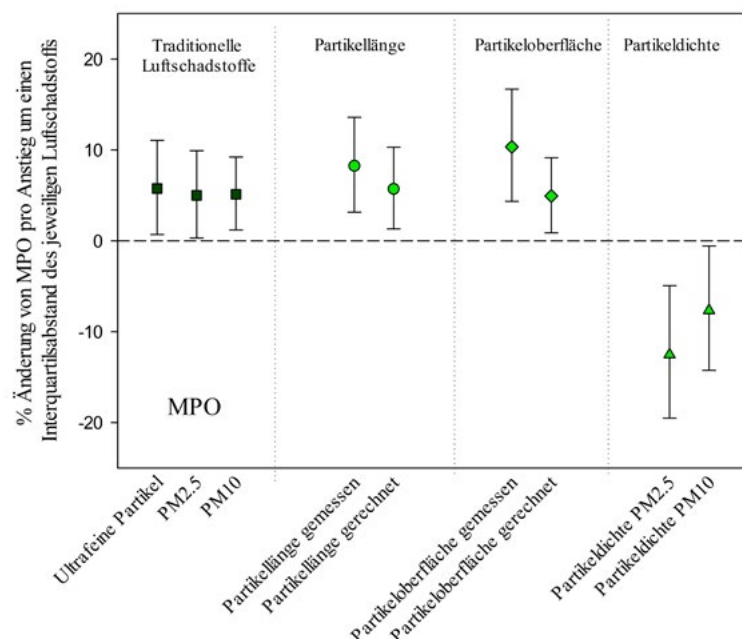 % Änderung von MPO pro Anstieg um einen
Interquartilsabstand des jeweiligen Luftschadstoffs
20
10
0
-10
-20
Traditionelle
Luftschadstoffe
Partikellänge
Partikeloberfläche
Partikeldichte
MPO
Ultrafeine Partikel
PM2.5
PM10
Partikellänge gemessen
Partikellänge gerechnet
Partikeloberfläche gemessen
Partikeloberfläche gerechnet
Partikeldichte PM2.5
Partikeldichte PM10